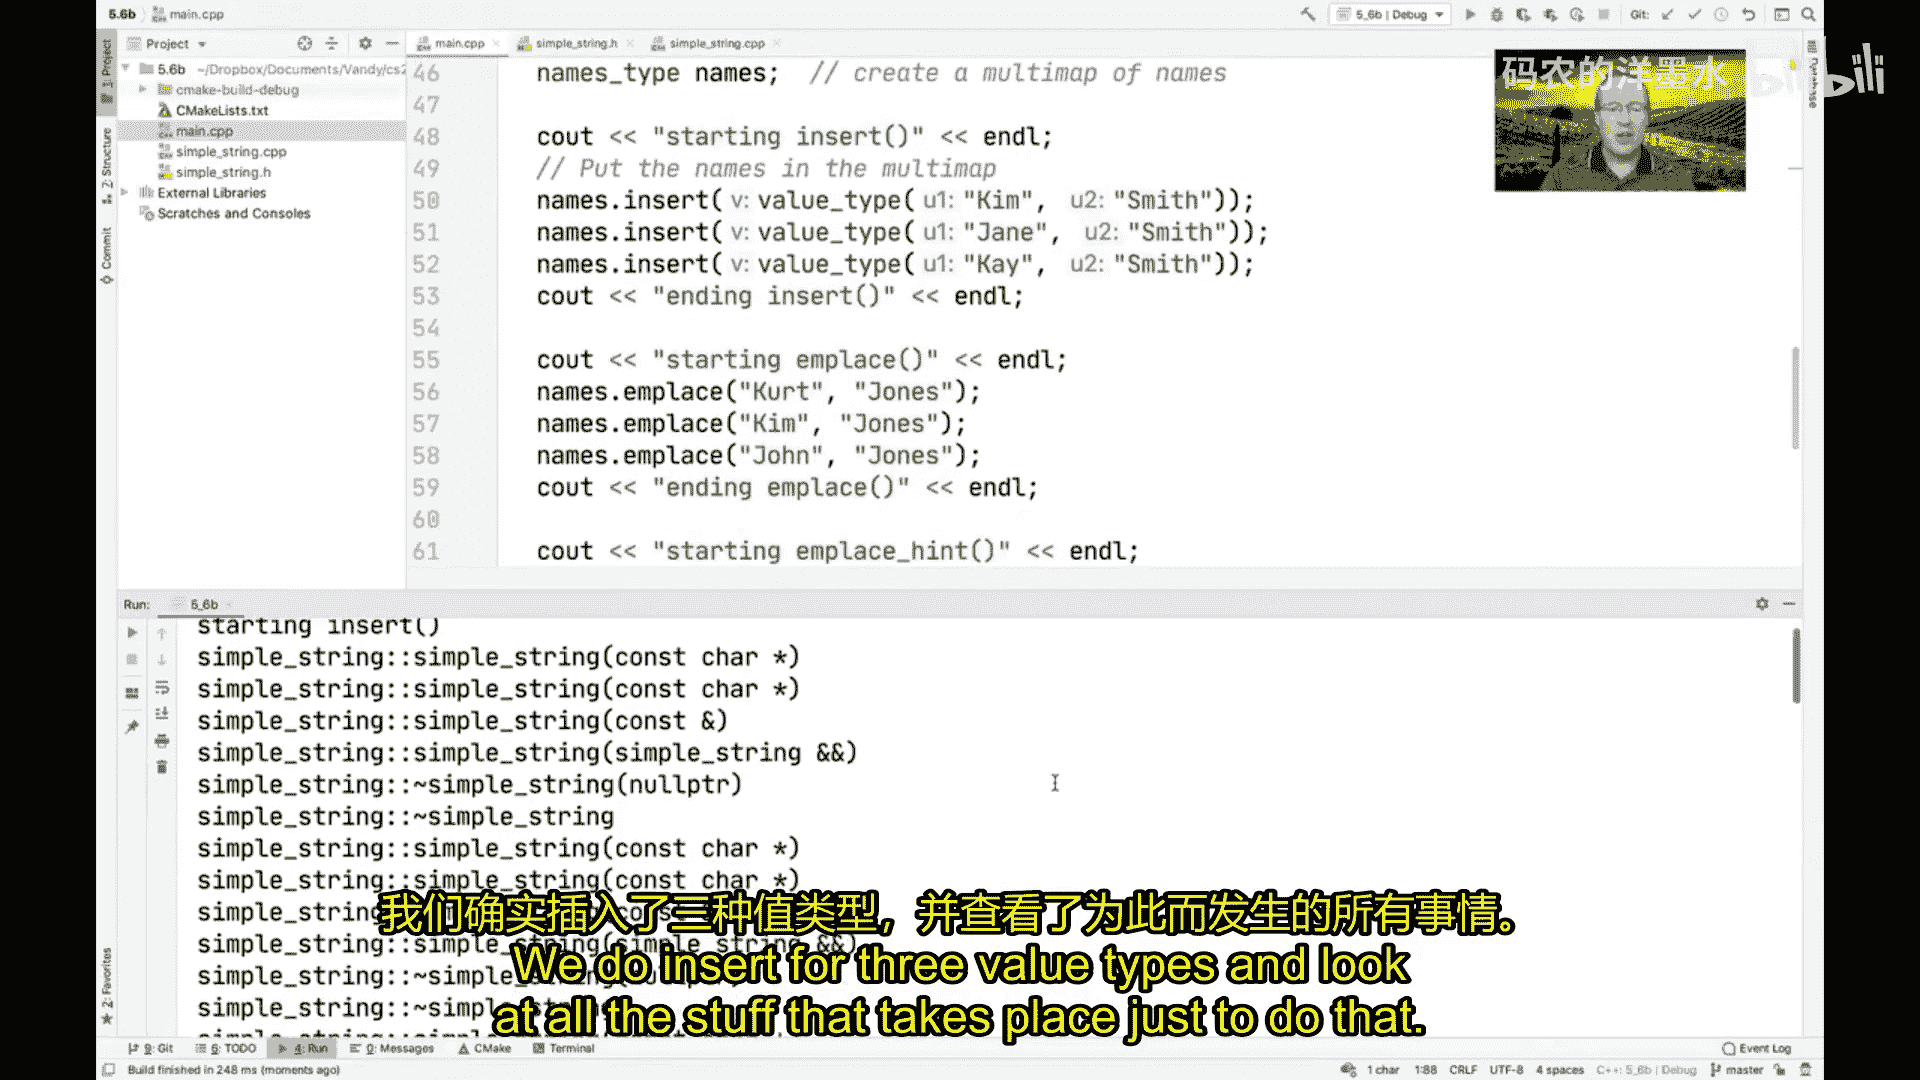 5.6b
main.cpp
5_6b | Debug
Git:
1: Project
Project
main.cpp
simple_string.h
simple_string.cpp
码农的洋墨水
bilibili
Database
5.6b ~/Dropbox/Documents/Vandy/cs2
cmake-build-debug
CMakeLists.txt
main.cpp
simple_string.cpp
simple_string.h
External Libraries
Scratches and Consoles
Z: Structure
Commit
46 names_type names; // create a multimap of names
47
48 cout << "starting insert()" << endl;
49 // Put the names in the multimap
50 names.insert( v: value_type( u1: "Kim", u2: "Smith"));
51 names.insert( v: value_type( u1: "Jane", u2: "Smith"));
52 names.insert( v: value_type( u1: "Kay", u2: "Smith"));
53 cout << "ending insert()" << endl;
54
55 cout << "starting emplace()" << endl;
56 names.emplace("Kurt", "Jones");
57 names.emplace("Kim", "Jones");
58 names.emplace("John", "Jones");
59 cout << "ending emplace()" << endl;
60
61 cout << "starting emplace_hint()" << endl;
Run: 5_6b
starting insert()
simple_string::simple_string(const char *)
simple_string::simple_string(const char *)
simple_string::simple_string(const &)
simple_string::simple_string(simple_string &&)
simple_string::~simple_string(nullptr)
simple_string::~simple_string
simple_string::simple_string(const char *)
simple_string::simple_string(const char *)
我们确实插入了三种值类型，并查看了为此而发生的所有事情。
We do insert for three value types and look
at all the stuff that takes place just to do that.
2: Favorites
9: Git
6: TODO
4: Run
0: Messages
CMake
Terminal
Event Log
Build finished in 248 ms (moments ago)
1 char
1:88
CRLF
UTF-8
4 spaces
C++: 5_6b | Debug
master